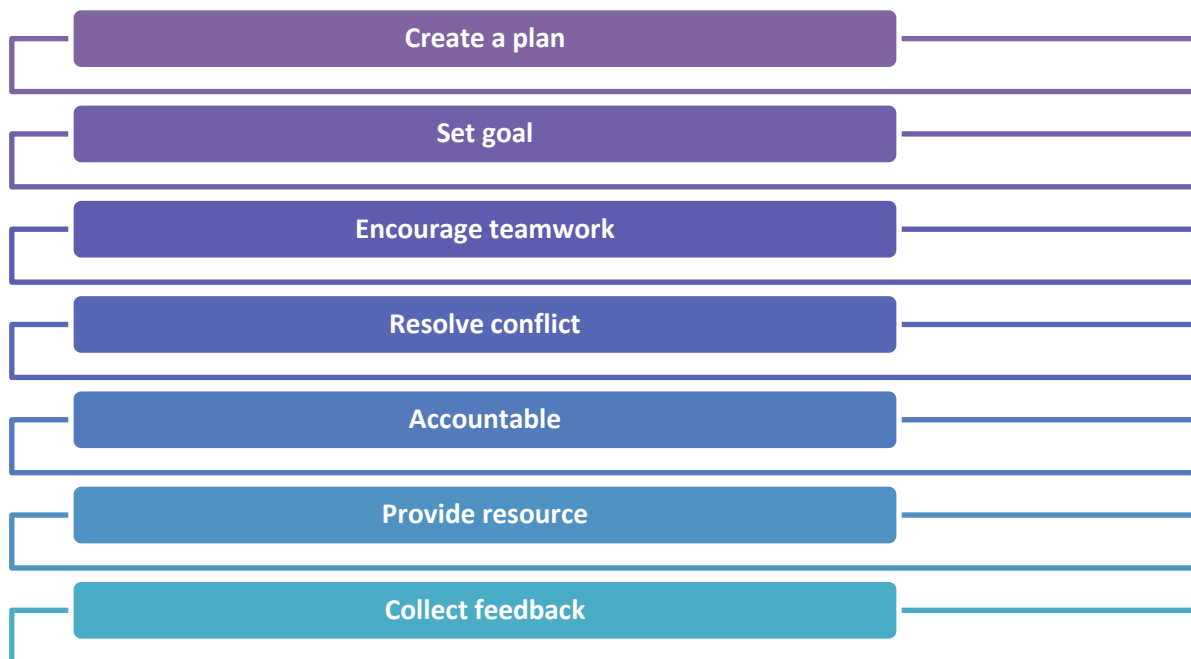 Create a plan
Set goal
Encourage teamwork
Resolve conflict
Accountable
Provide resource
Collect feedback